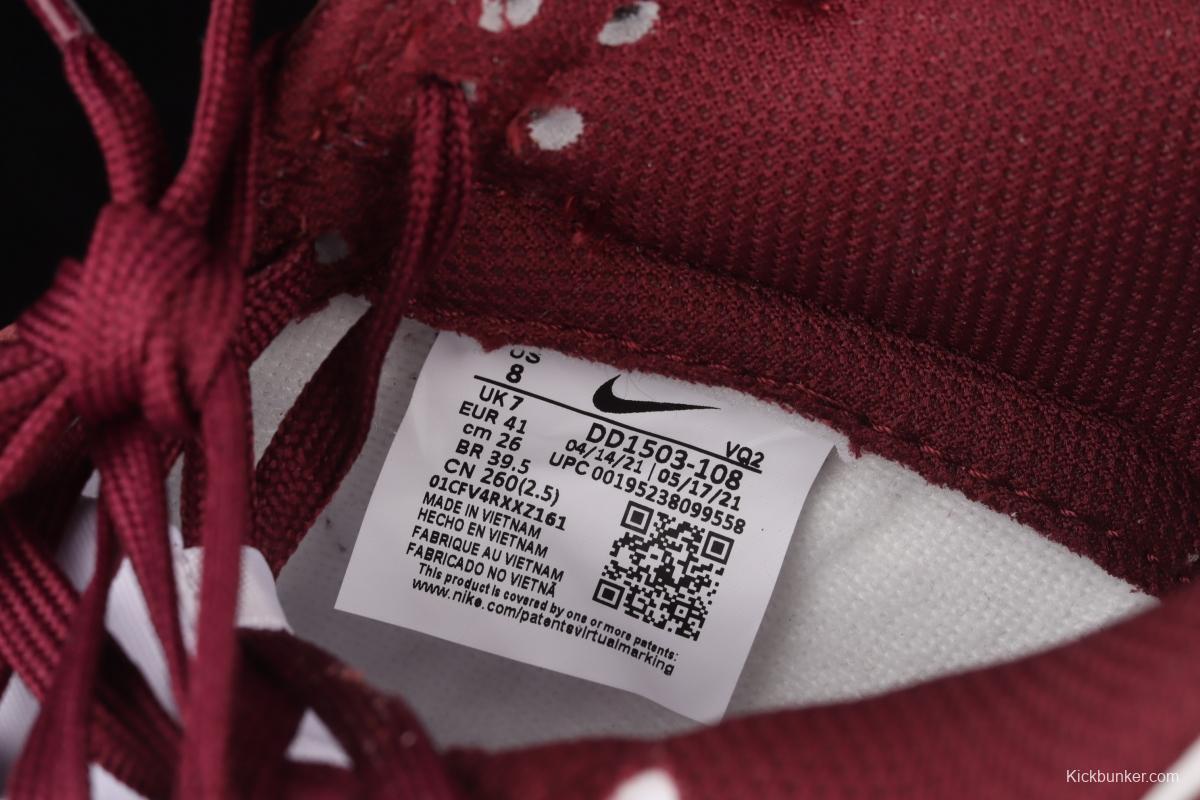 US
8
UK 7
EUR 41
cm 26
BR 39.5
CN 260(2.5)
01CFV4RXXZ161
MADE IN VIETNAM
HECHO EN VIETNAM
FABRIQUE AU VIETNAM
FABRICADO NO VIETNÃ
This product is covered by one or more patents:
www.nike.com/patentsvirtualmarking
VQ2
DD1503-108
04/14/21 | 05/17/21
UPC 00195238099558
Kickbunker.com